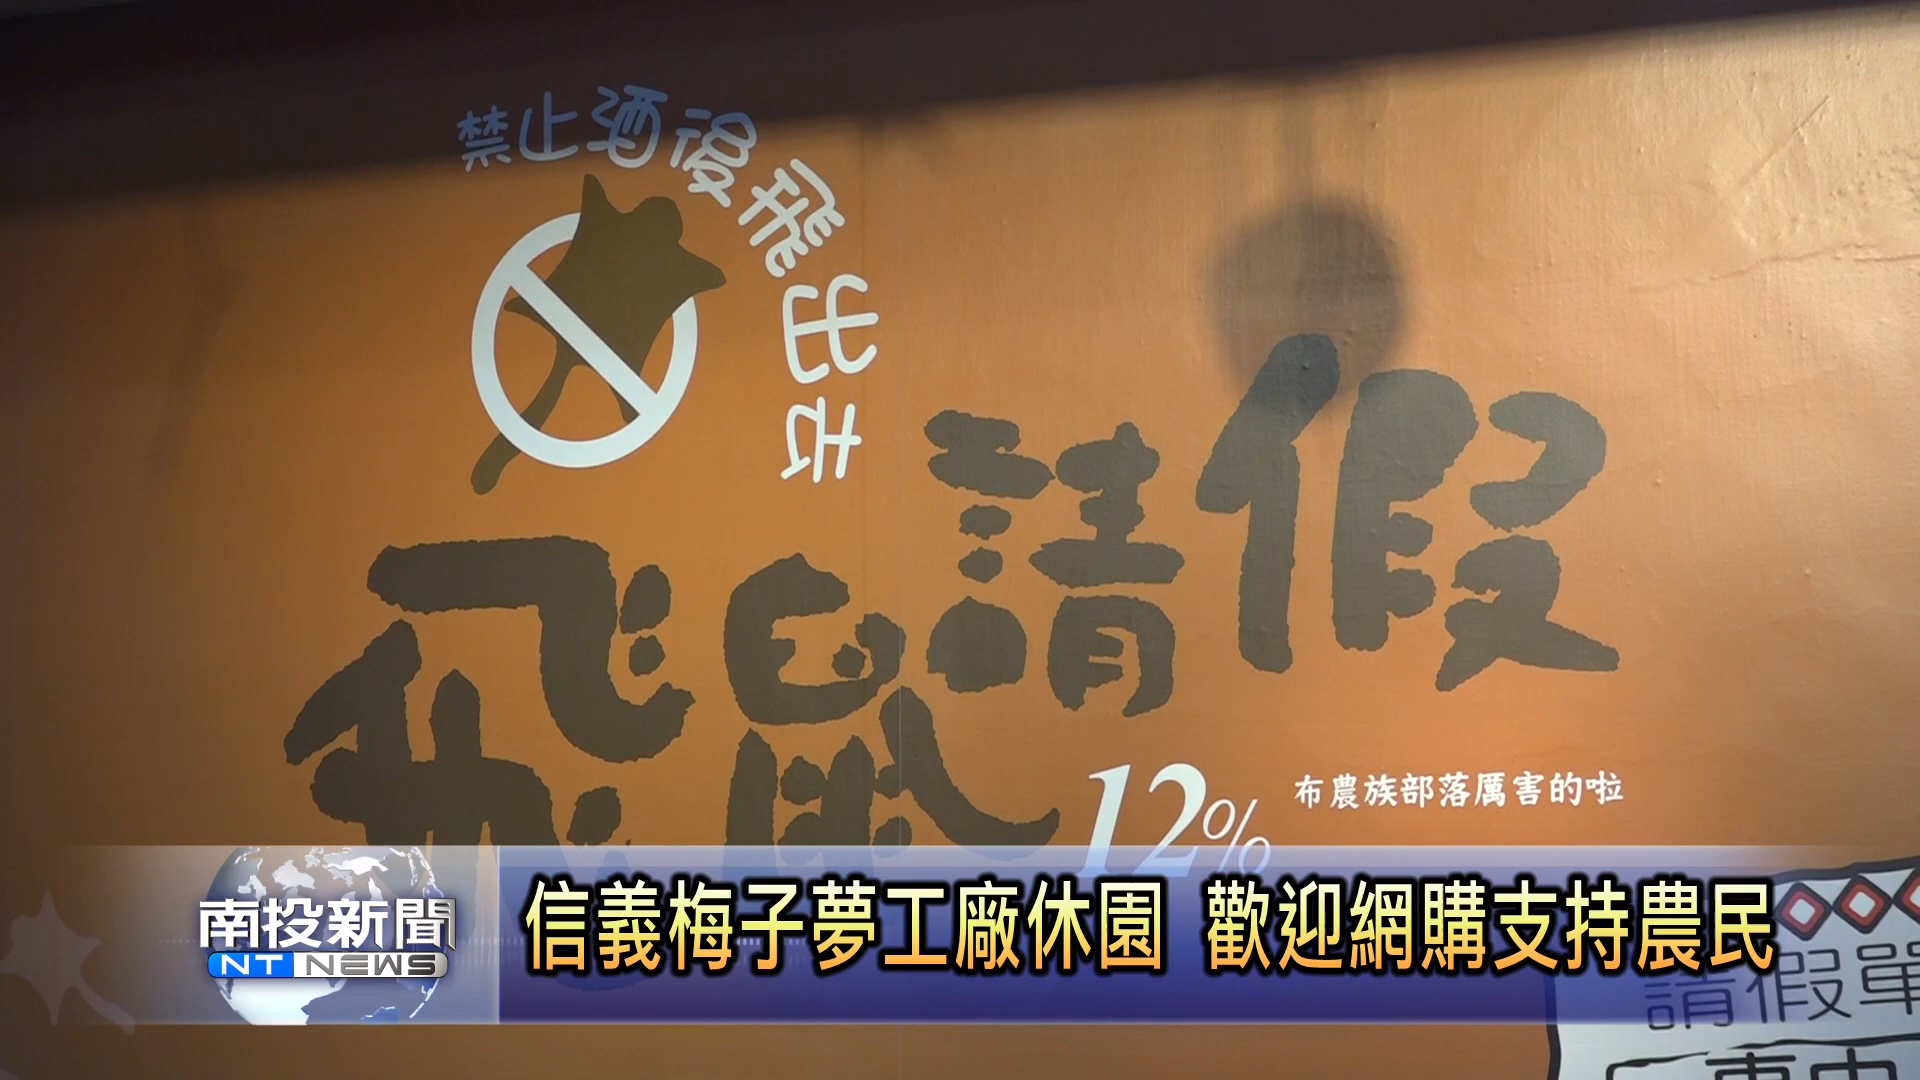 禁止酒後飛出去
飛鼠請假
12%
布農族部落厲害的啦
南投新聞
NT NEWS
信義梅子夢工廠休園 歡迎網購支持農民
請假單